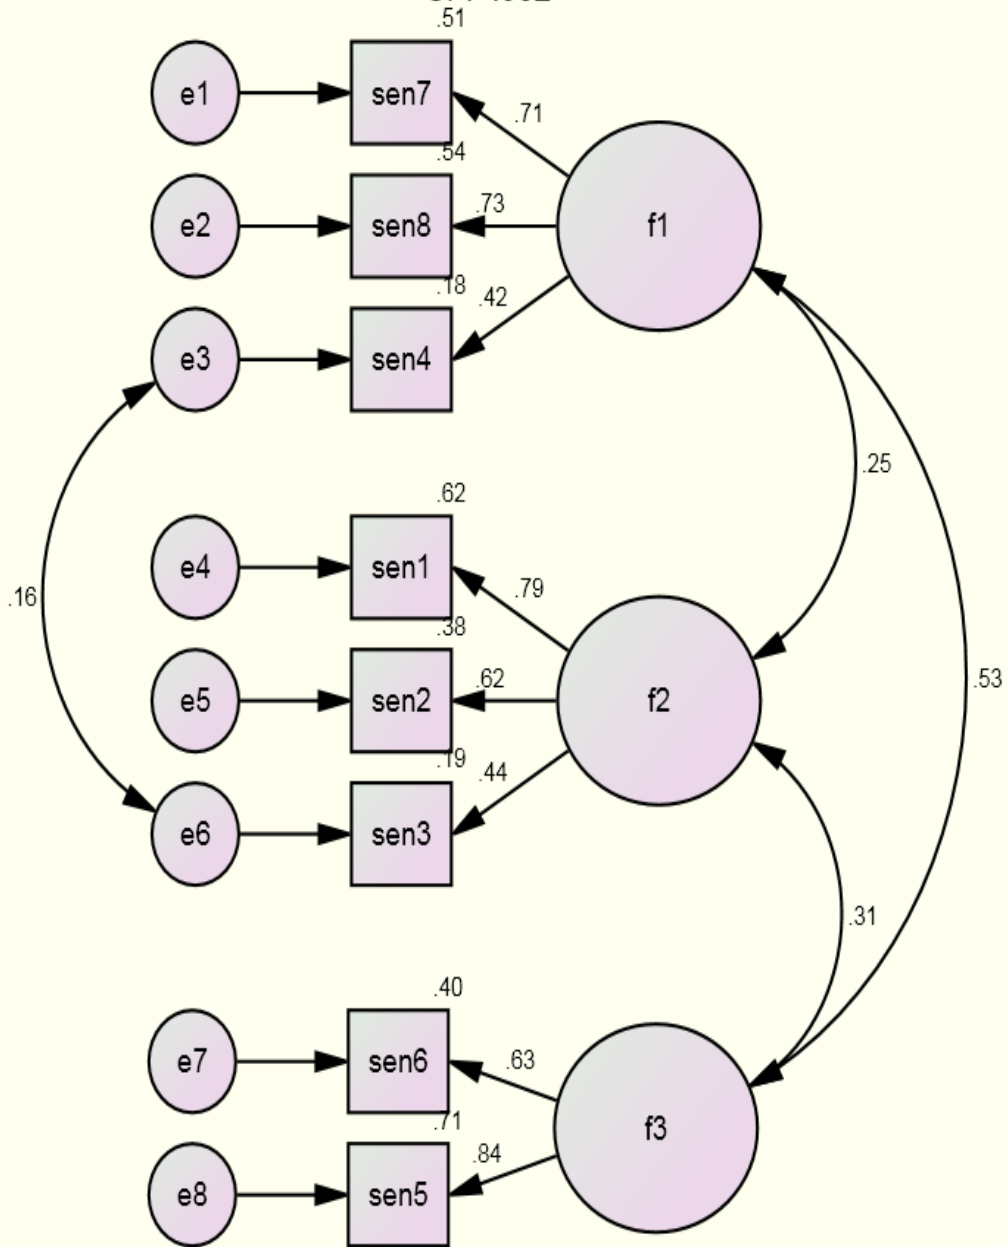 .51
e1
sen7
.71
.54
e2
sen8
.73
f1
.18
.42
e3
sen4
.25
.62
e4
sen1
.79
.16
.38
e5
sen2
.62
f2
.53
.19
.44
e6
sen3
.31
.40
e7
sen6
.63
.71
f3
e8
sen5
.84